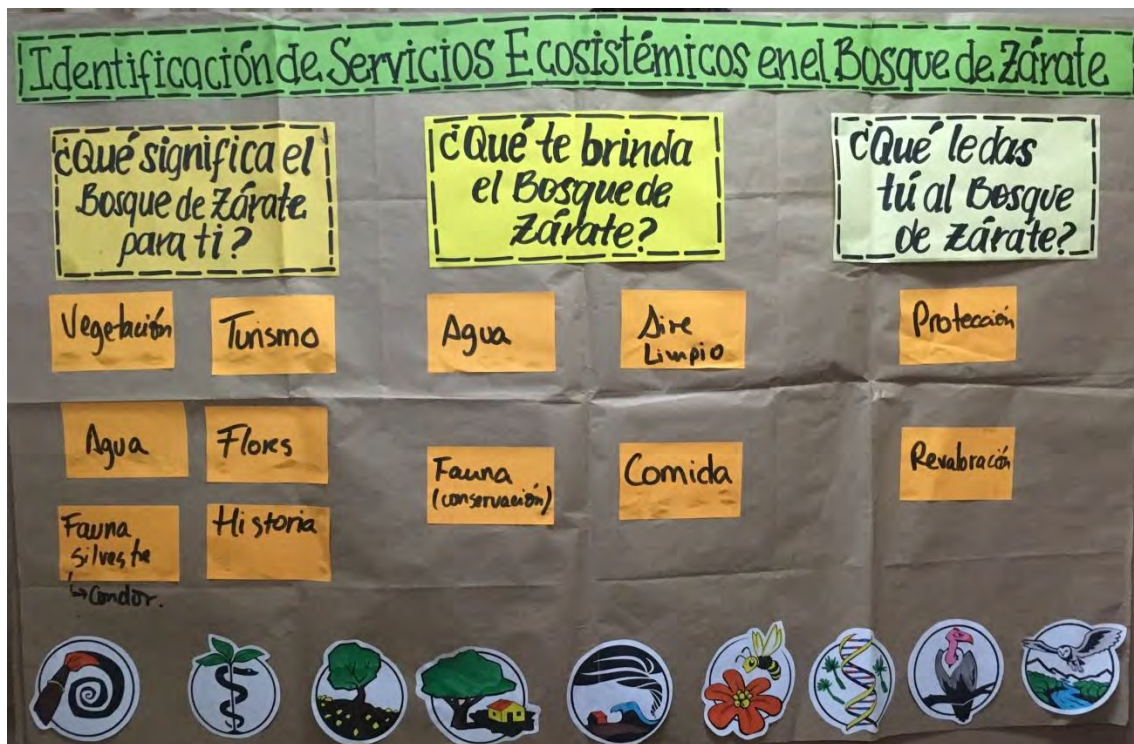 Identificación de Servicios Ecosistémicos en el Bosque de Zárate
¿Qué significa el
Bosque de Zárate
para ti?
Vegetación
Turismo
Agua
Flores
Fauna
silvestre
↳ Condor.
Historia
¿Qué te brinda
el Bosque de
Zárate?
Agua
Aire
Limpio
Fauna
(conservación)
Comida
¿Qué le das
tú al Bosque
de Zárate?
Protección
Revaloración